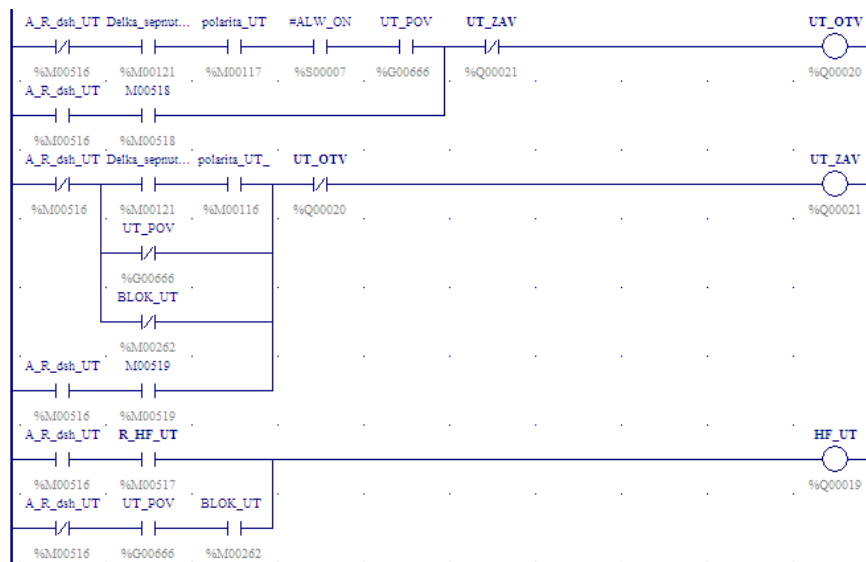 A_R_dsh_UT Delka_sepnut... polarita_UT #ALW_ON UT_POV UT_ZAV UT_OTV
%M00516 %M00121 %M00117 %S00007 %G00666 %Q00021 %Q00020
A_R_dsh_UT M00518
%M00516 %M00518
A_R_dsh_UT Delka_sepnut... polarita_UT_ UT_OTV UT_ZAV
%M00516 %M00121 %M00116 %Q00020 %Q00021
UT_POV
%G00666
BLOK_UT
%M00262
A_R_dsh_UT M00519
%M00516 %M00519
A_R_dsh_UT R_HF_UT HF_UT
%M00516 %M00517 %Q00019
A_R_dsh_UT UT_POV BLOK_UT
%M00516 %G00666 %M00262